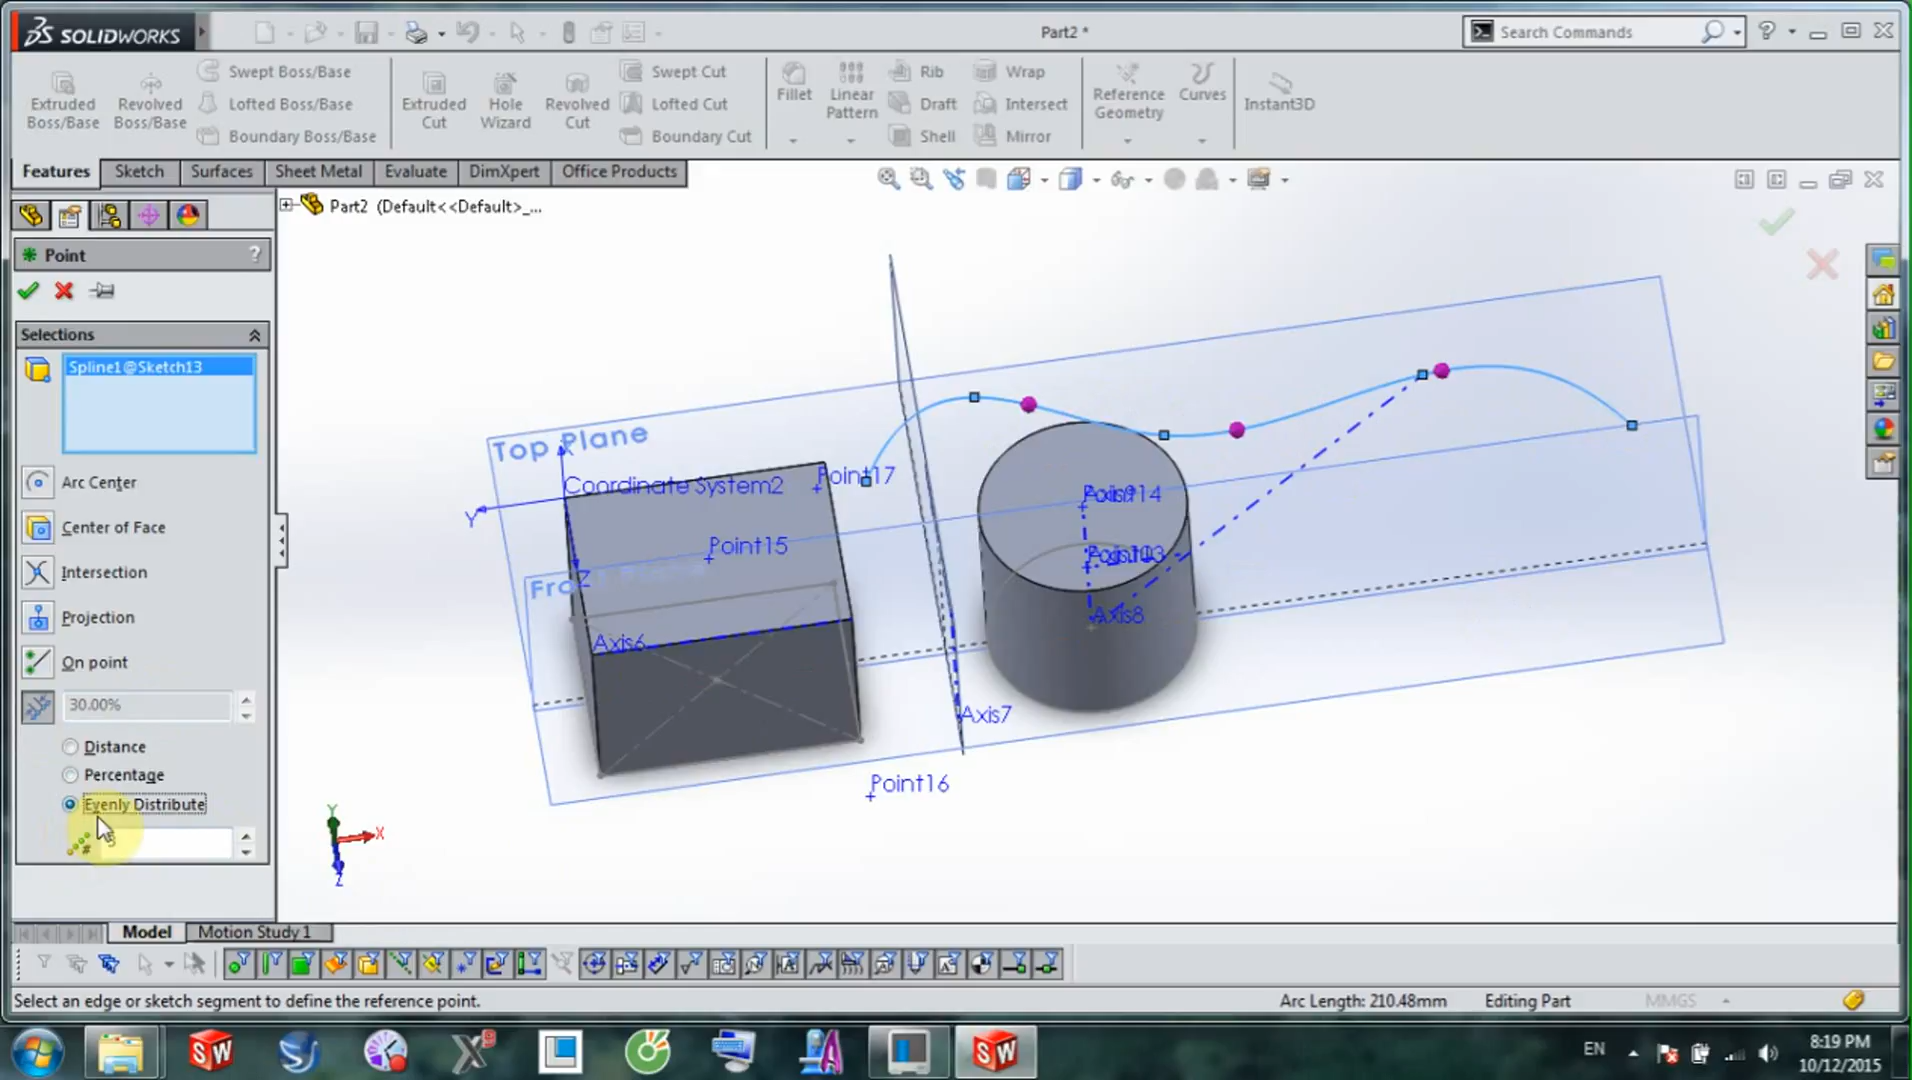 SOLIDWORKS
Part2 *
Search Commands
Extruded Boss/Base
Revolved Boss/Base
Swept Boss/Base
Lofted Boss/Base
Boundary Boss/Base
Extruded Cut
Hole Wizard
Revolved Cut
Swept Cut
Lofted Cut
Boundary Cut
Fillet
Linear Pattern
Rib
Draft
Shell
Wrap
Intersect
Mirror
Reference Geometry
Curves
Instant3D
Features
Sketch
Surfaces
Sheet Metal
Evaluate
DimXpert
Office Products
Part2 (Default<<Default>_...
Point
?
Selections
Spline1@Sketch13
Arc Center
Center of Face
Intersection
Projection
On point
30.00%
Distance
Percentage
Evenly Distribute
Top Plane
Coordinate System2
Point17
Y
Point15
Z
Axis6
Axis8
Axis7
Point16
Y
X
Z
Model
Motion Study 1
Select an edge or sketch segment to define the reference point.
Arc Length: 210.48mm
Editing Part
MMGS
EN
8:19 PM
10/12/2015